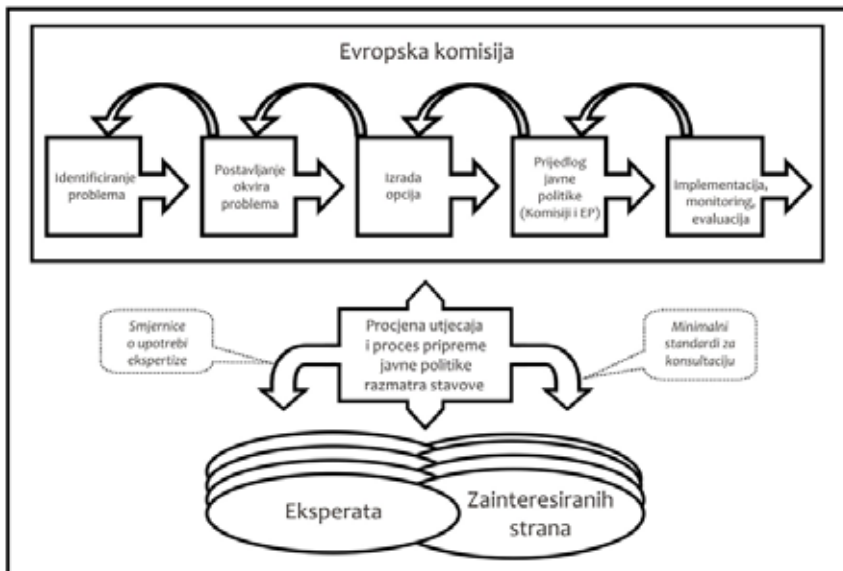 Evropska komisija
Identificiranje
problema
Postavljanje
okvira
problema
Izrada
opcija
Prijedlog
javne
politike
(Komisiji i EP)
Implementacija,
monitoring,
evaluacija
Smjernice
o upotrebi
ekspertize
Procjena utjecaja
i proces pripreme
javne politike
razmatra stavove
Minimalni
standardi za
konsultaciju
Eksperata
Zainteresiranih
strana